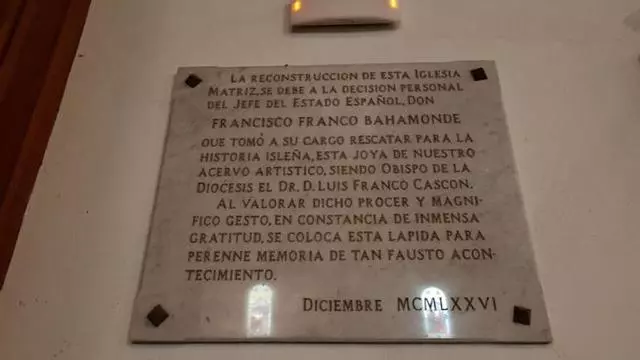 LA RECONSTRUCCION DE ESTA IGLESIA
MATRIZ, SE DEBE A LA DECISION PERSONAL
DEL JEFE DEL ESTADO ESPAÑOL, DON
FRANCISCO FRANCO BAHAMONDE
QUE TOMÓ A SU CARGO RESCATAR PARA LA
HISTORIA ISLEÑA, ESTA JOYA DE NUESTRO
ACERVO ARTISTICO, SIENDO OBISPO DE LA
DIOCESIS EL DR. D. LUIS FRANCO CASCON.
AL VALORAR DICHO PROCER Y MAGNI-
FICO GESTO, EN CONSTANCIA DE INMENSA
GRATITUD, SE COLOCA ESTA LAPIDA PARA
PERENNE MEMORIA DE TAN FAUSTO ACON-
TECIMIENTO.
DICIEMBRE MCMLXXVI